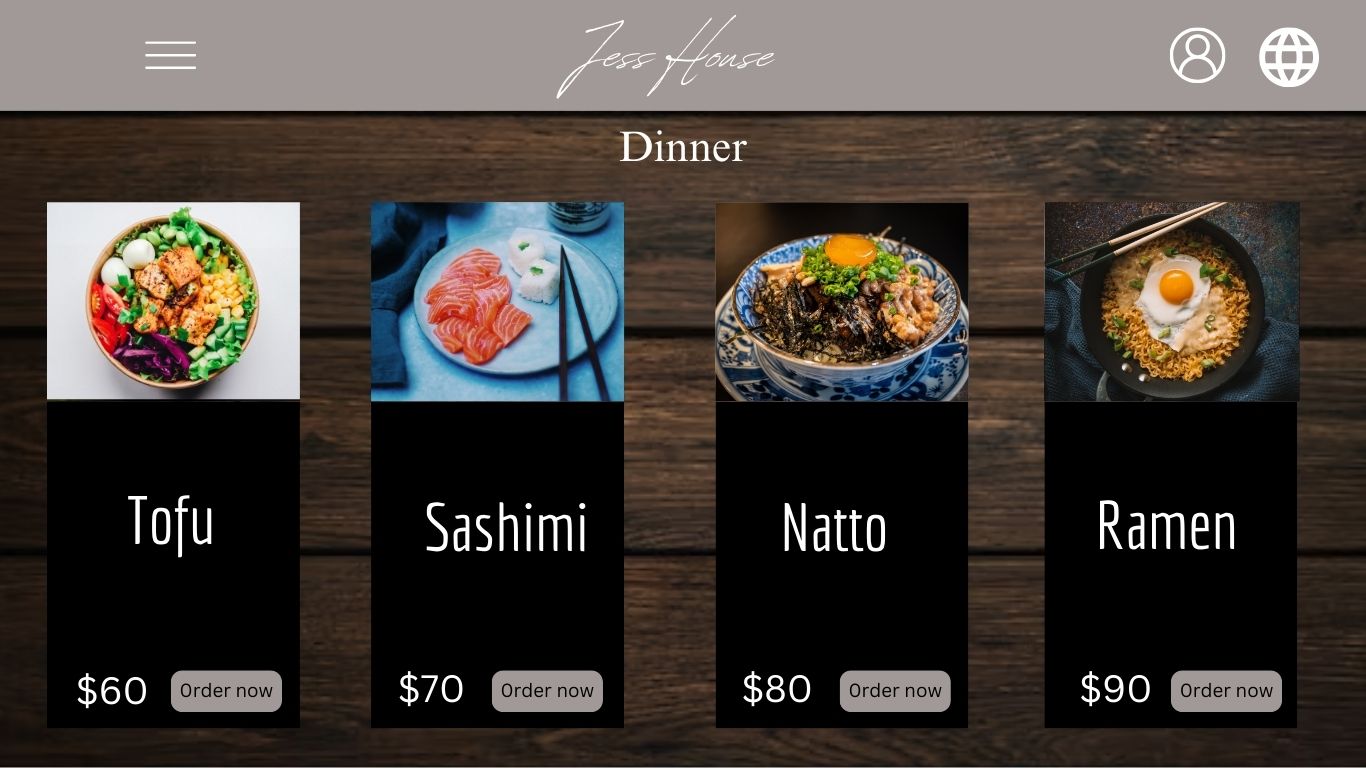 Jess House
Dinner
Tofu
Sashimi
Natto
Ramen
$60
Order now
$70
Order now
$80
Order now
$90
Order now